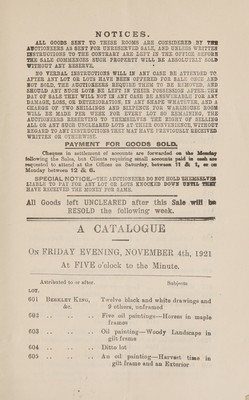 NOTICES.
ALL GOODS SENT TO THESE ROOMS ARE CONSIDERED BY THE
AUCTIONEERS AS SENT FOR UNRESERVED SALE, AND UNLESS WRITTEN
INSTRUCTIONS TO THE CONTRARY ARE LEFT IN THE OFFICE BEFORE
THE SALE COMMENCES SUCH PROPERTY WILL BE ABSOLUTELY SOLD
WITHOUT ANY RESERVE.
NO VERBAL INSTRUCTIONS WILL IN ANY CASE BE ATTENDED TO
AFTER ANY LOT OR LOTS HAVE BEEN OFFERED FOR SALE ONCE AND
NOT SOLD, THE AUCTIONEERS REQUIRE THEM TO BE REMOVED, AND
SHOULD ANY SUCH LOTS BE LEFT IN THEIR POSSESSION AFTER THE
DAY OF SALE THEY WILL NOT IN ANY CASE BE ANSWERABLE FOR ANY
DAMAGE, LOSS, OR DETERIORATION, IN ANY SHAPE WHATEVER, AND A
CHARGE OF TWO SHILLINGS AND SIXPENCE FOR WAREHOUSE ROOM
WILL BE MADE PER WEEK FOR EVERY LOT SO REMAINING, THE
AUCTIONEERS RESERVING TO THEMSELVES THE RIGHT OF SELLING
ALL OR ANY SUCH UNCLEARED LOTS AT THEIR CONVENIENCE, WITHOUT
REGARD TO ANY INSTRUCTIONS THEY MAY HAVE PREVIOUSLY RECEIVED
WRITTEN OR OTHERWISE.
PAYMENT FOR GOODS SOLD.
Cheques in settlement of accounts are forwarded on the Monday
following the Sales, but Clients requiring small accounts paid in cash are
requested to attend at the Offices on Saturday, between 12 & 1, or on
Monday between 12 & 6.
SPECIAL NOTICE.—THE AUCTIONEERS DO NOT HOLD THEMSELVES
LIABLE TO PAY FOR ANY LOT OR LOTS KNOCKED DOWN UNTIL THEY
HAVE RECEIVED THE MONEY FOR SAME.
All Goods left UNCLEARED after this Sale will be
RESOLD the following week.
A CATALOGUE
ON FRIDAY EVENING, NOVEMBER 4th, 1921
At FIVE o'clock to the Minute.
Attributed to or after. Subjects
LOT.
601 BERKLEY KING, &c. Twelve black and white drawings and
9 others, unframed
602 .. .. .. Five oil paintings—Horses in maple
frames
603 .. .. .. Oil painting—Woody Landscape in
gilt frame
604 .. .. .. Ditto lot
605 .. .. .. An oil painting—Harvest time in
gilt frame and an Exterior